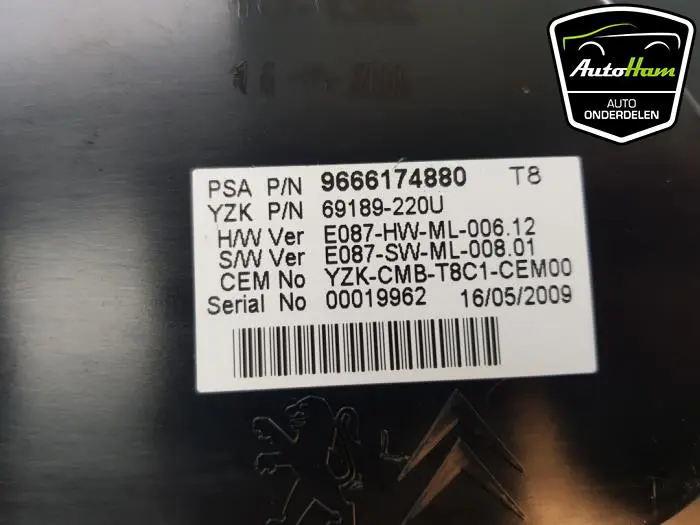 AutoHam
AUTO
ONDERDELEN
PSA P/N 9666174880 T8
YZK P/N 69189-220U
H/W Ver E087-HW-ML-006.12
S/W Ver E087-SW-ML-008.01
CEM No YZK-CMB-T8C1-CEM00
Serial No 00019962 16/05/2009